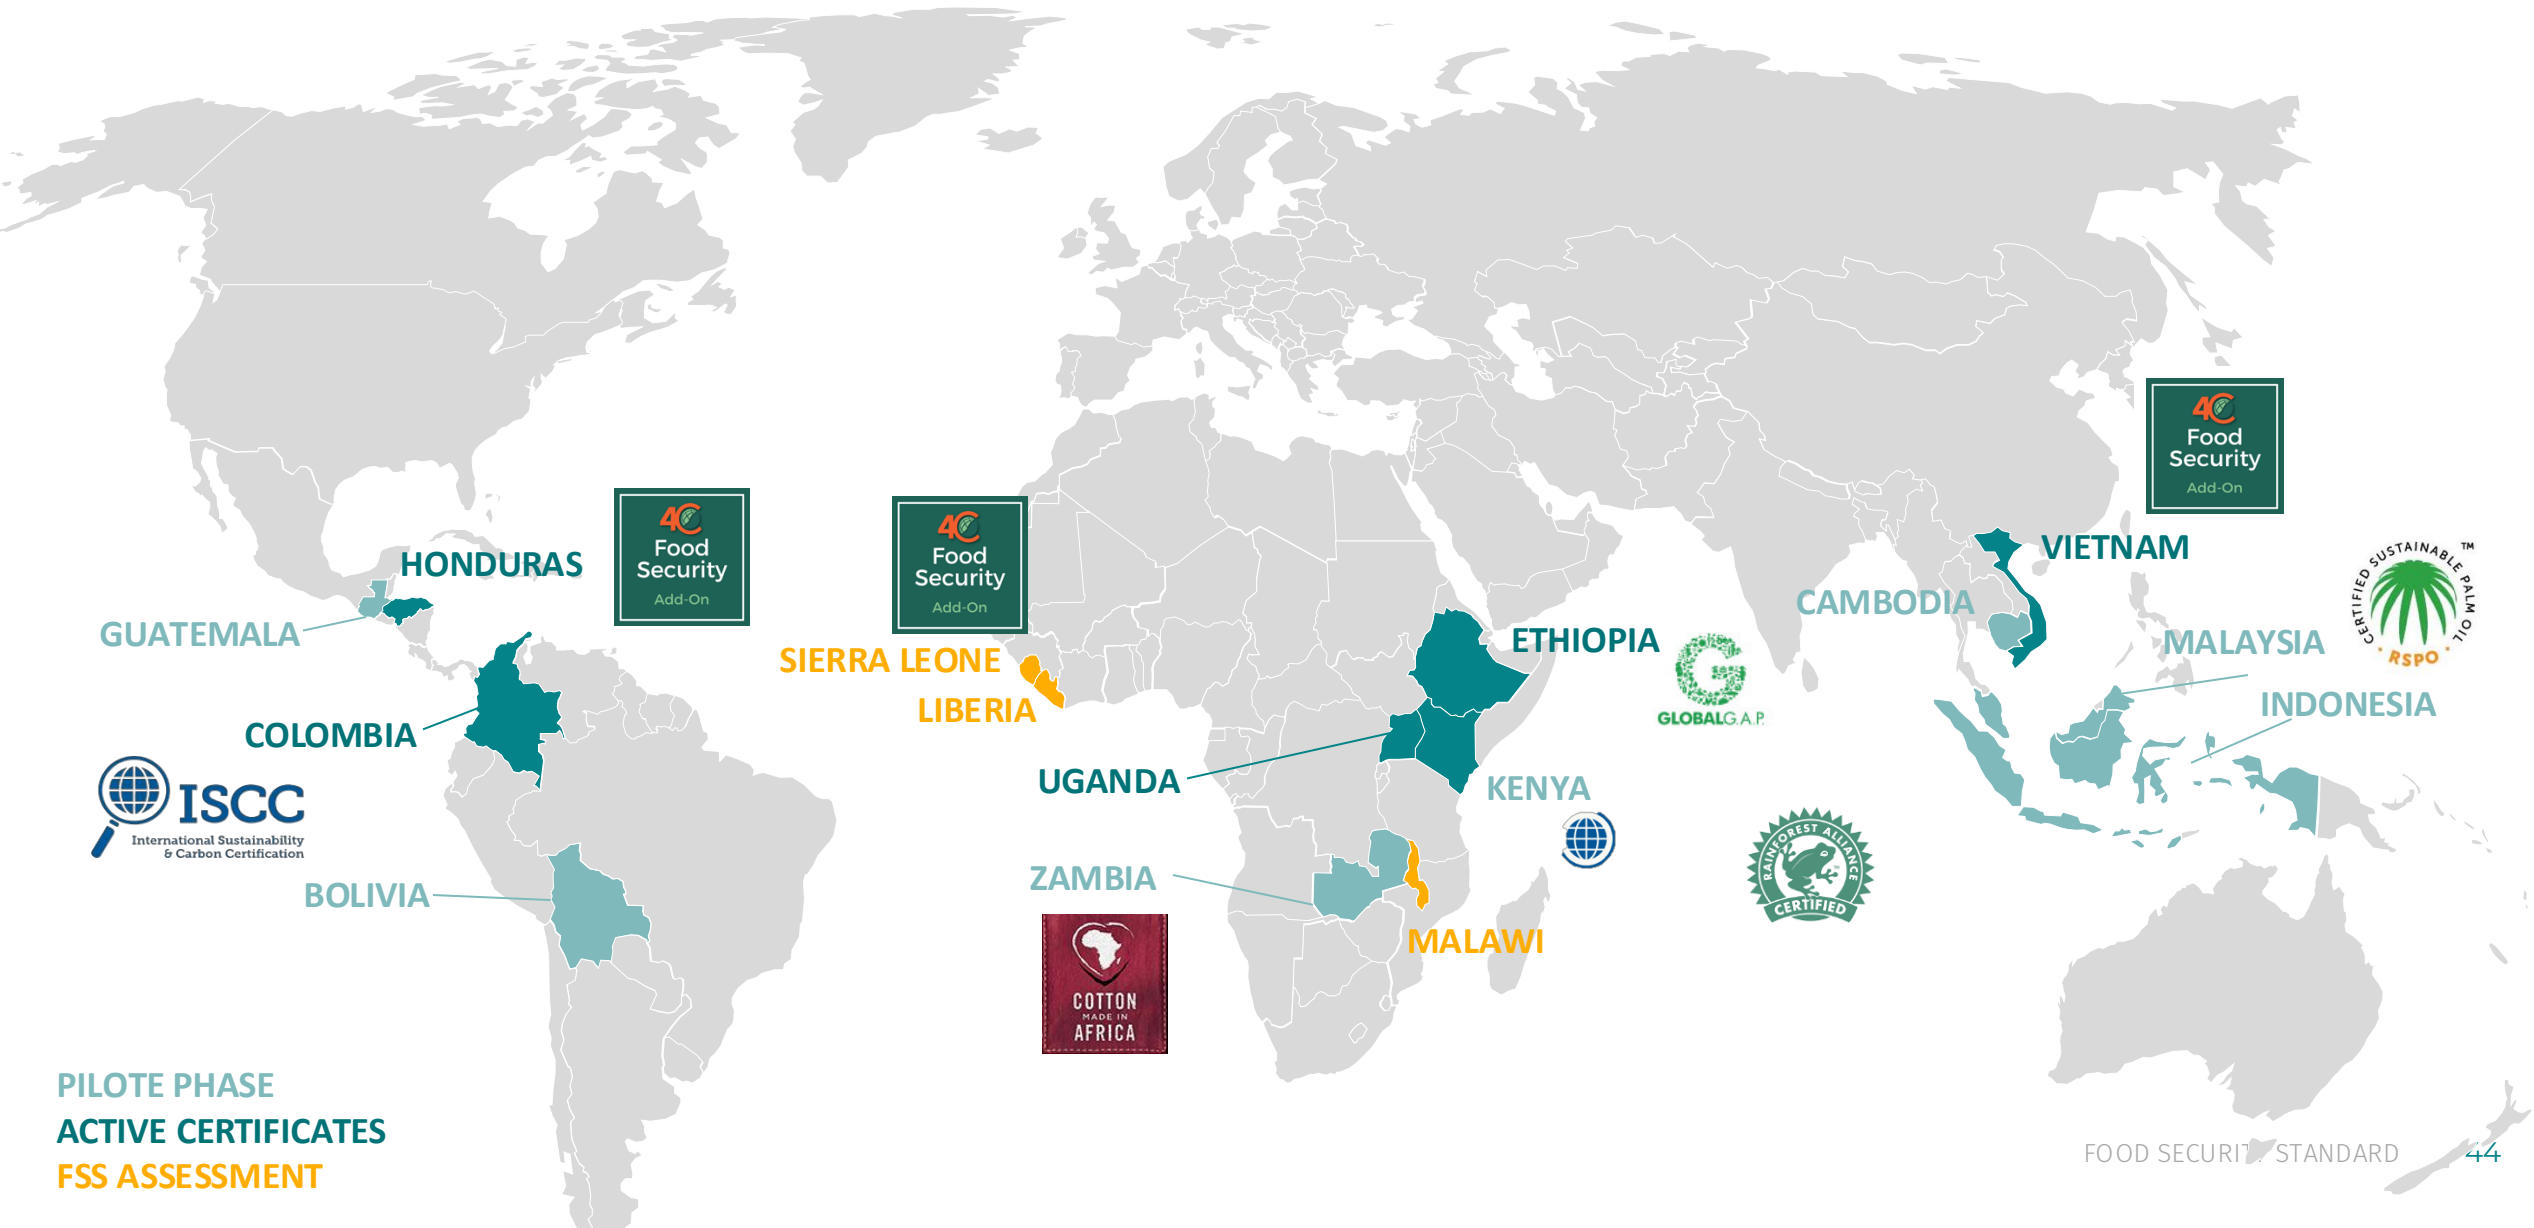 4C
Food
Security
Add-On
HONDURAS
GUATEMALA
COLOMBIA
ISCC
International Sustainability
& Carbon Certification
BOLIVIA
4C
Food
Security
Add-On
SIERRA LEONE
LIBERIA
ETHIOPIA
GLOBALG.A.P.
UGANDA
KENYA
ZAMBIA
MALAWI
COTTON
MADE IN
AFRICA
RAINFOREST ALLIANCE
CERTIFIED
4C
Food
Security
Add-On
VIETNAM
CAMBODIA
CERTIFIED SUSTAINABLE PALM OIL TM
RSPO
MALAYSIA
INDONESIA
PILOTE PHASE
ACTIVE CERTIFICATES
FSS ASSESSMENT
FOOD SECURITY STANDARD
44